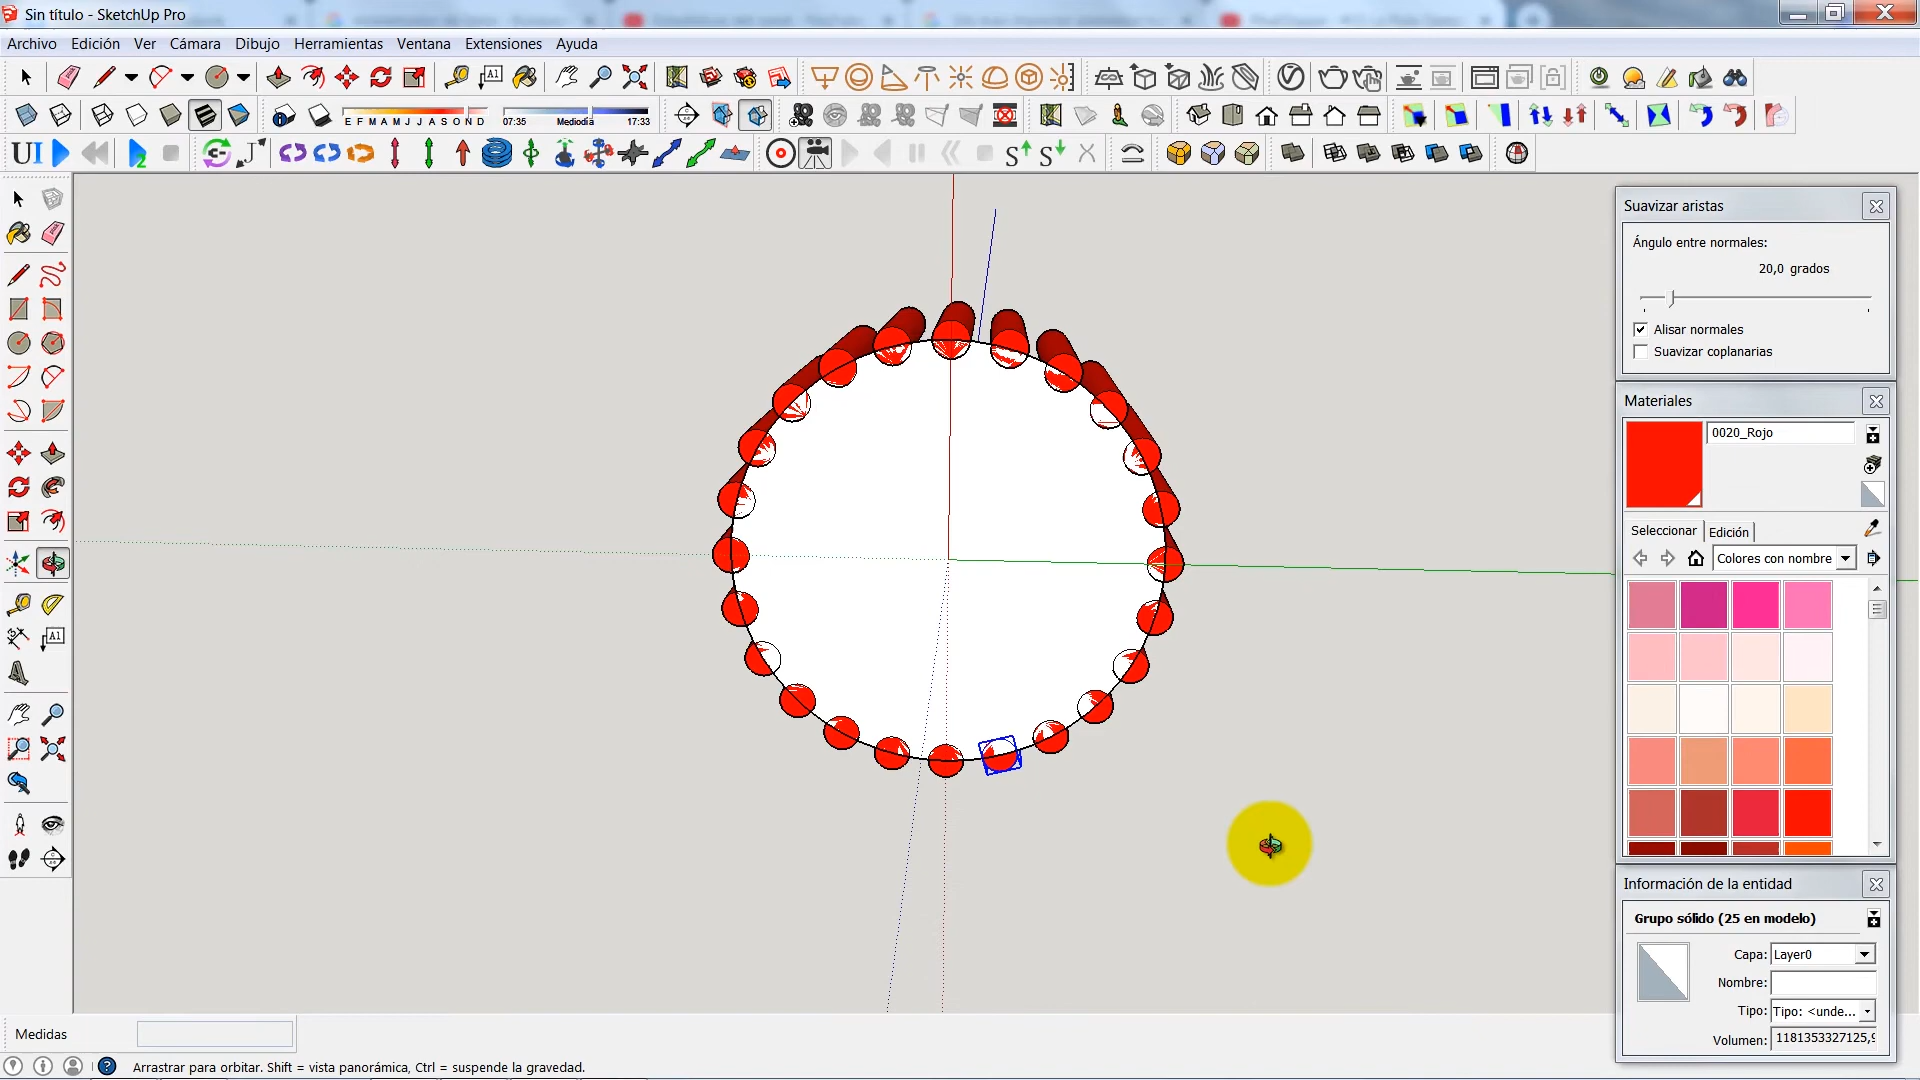 Sin título - SketchUp Pro
Archivo Edición Ver Cámara Dibujo Herramientas Ventana Extensiones Ayuda
E F M A M J J A S O N D
07:35 Mediodía 17:33
UI
Suavizar aristas
Ángulo entre normales:
20,0 grados
Alisar normales
Suavizar coplanarias
Materiales
0020_Rojo
Seleccionar Edición
Colores con nombre
Información de la entidad
Grupo sólido (25 en modelo)
Capa: Layer0
Nombre:
Tipo: Tipo: <unde...
Volumen: 1181353327125,9
Medidas
Arrastrar para orbitar. Shift = vista panorámica, Ctrl = suspende la gravedad.